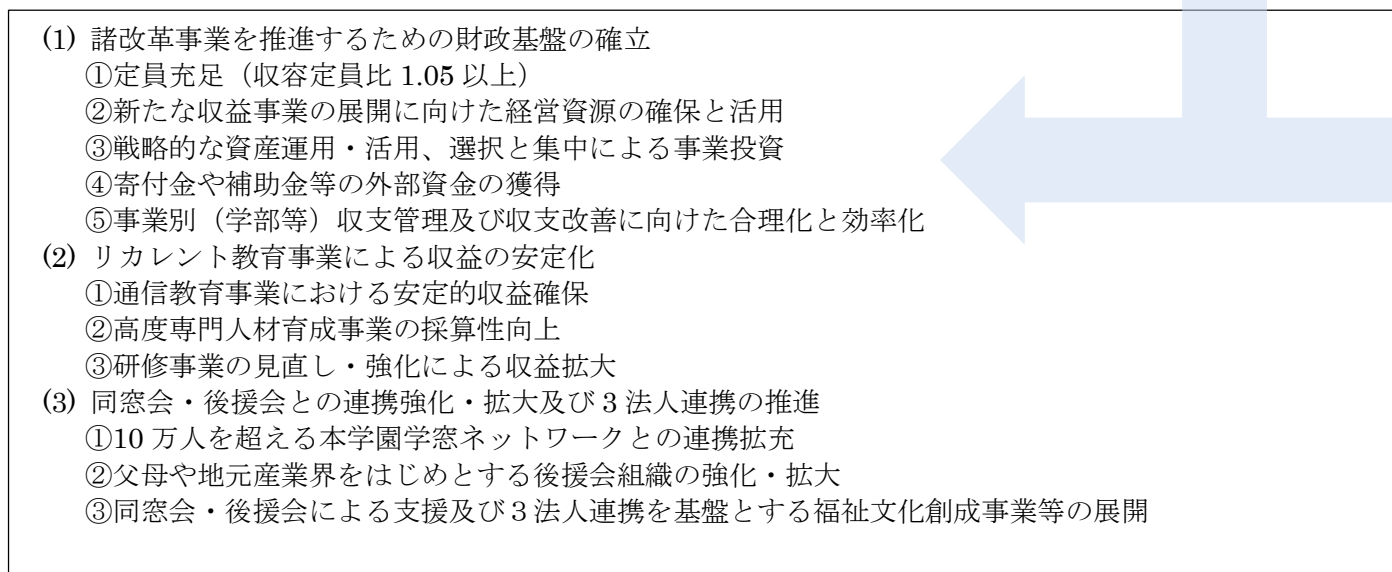 (1) 諸改革事業を推進するための財政基盤の確立
①定員充足（収容定員比 1.05 以上）
②新たな収益事業の展開に向けた経営資源の確保と活用
③戦略的な資産運用・活用、選択と集中による事業投資
④寄付金や補助金等の外部資金の獲得
⑤事業別（学部等）収支管理及び収支改善に向けた合理化と効率化
(2) リカレント教育事業による収益の安定化
①通信教育事業における安定的収益確保
②高度専門人材育成事業の採算性向上
③研修事業の見直し・強化による収益拡大
(3) 同窓会・後援会との連携強化・拡大及び 3 法人連携の推進
①10 万人を超える本学園学窓ネットワークとの連携拡充
②父母や地元産業界をはじめとする後援会組織の強化・拡大
③同窓会・後援会による支援及び３法人連携を基盤とする福祉文化創成事業等の展開